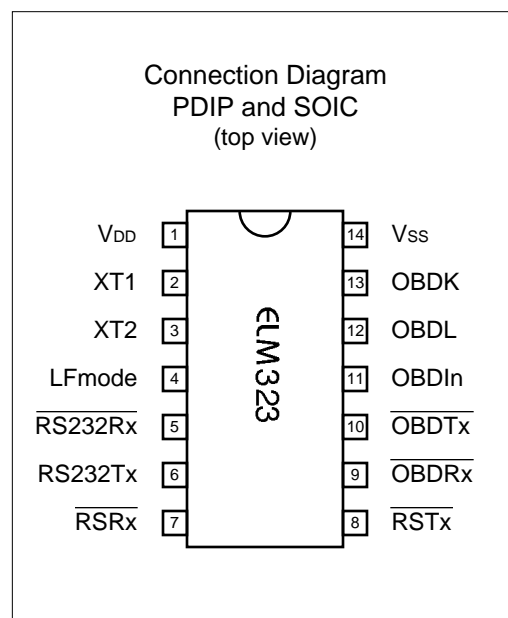 Connection Diagram
PDIP and SOIC
(top view)
VDD 1 14 VSS
XT1 2 13 OBDK
XT2 3 12 OBDL
LFmode 4 11 OBDIn
RS232Rx 5 10 OBDTx
RS232Tx 6 9 OBDRx
RSRx 7 8 RSTx
ELM323